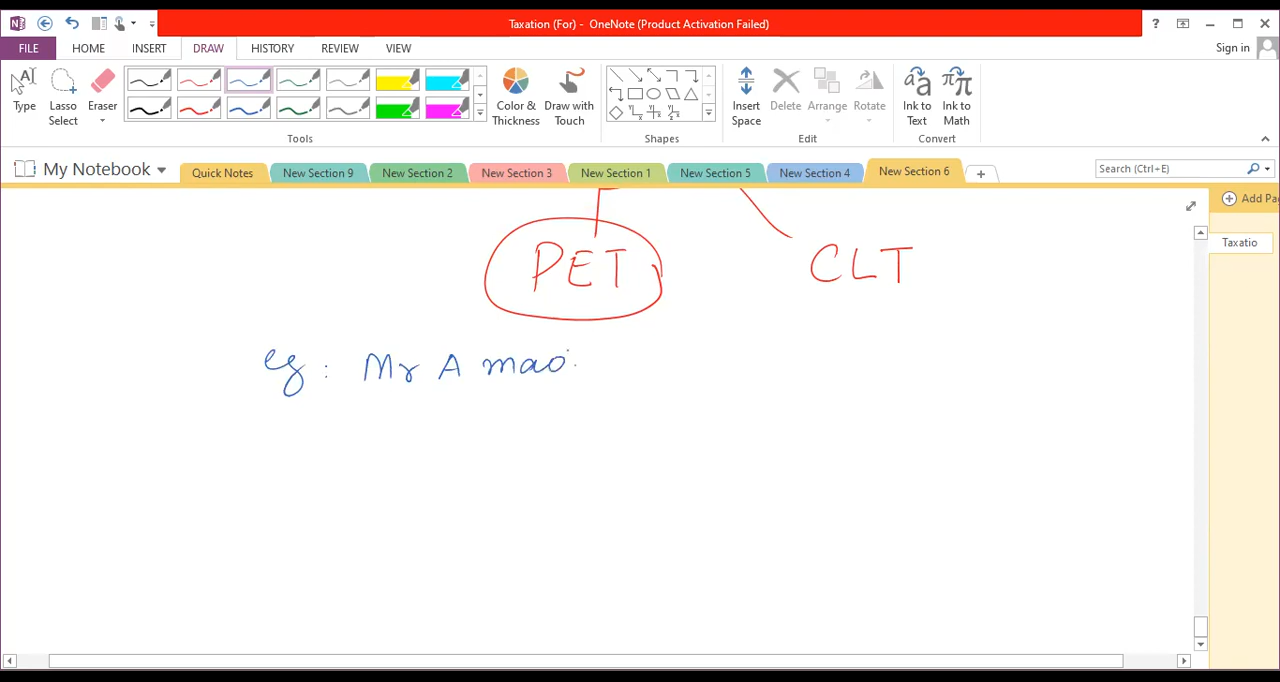 Taxation (For) - OneNote (Product Activation Failed)
?
Sign in
FILE HOME INSERT DRAW HISTORY REVIEW VIEW
Type
Lasso Select
Eraser
Color & Thickness
Draw with Touch
Insert Space
Delete
Arrange
Rotate
Ink to Text
Ink to Math
Tools
Shapes
Edit
Convert
My Notebook
Quick Notes
New Section 9
New Section 2
New Section 3
New Section 1
New Section 5
New Section 4
New Section 6
Search (Ctrl+E)
Add Pa
Taxatio
PET
CLT
eg : Mr A